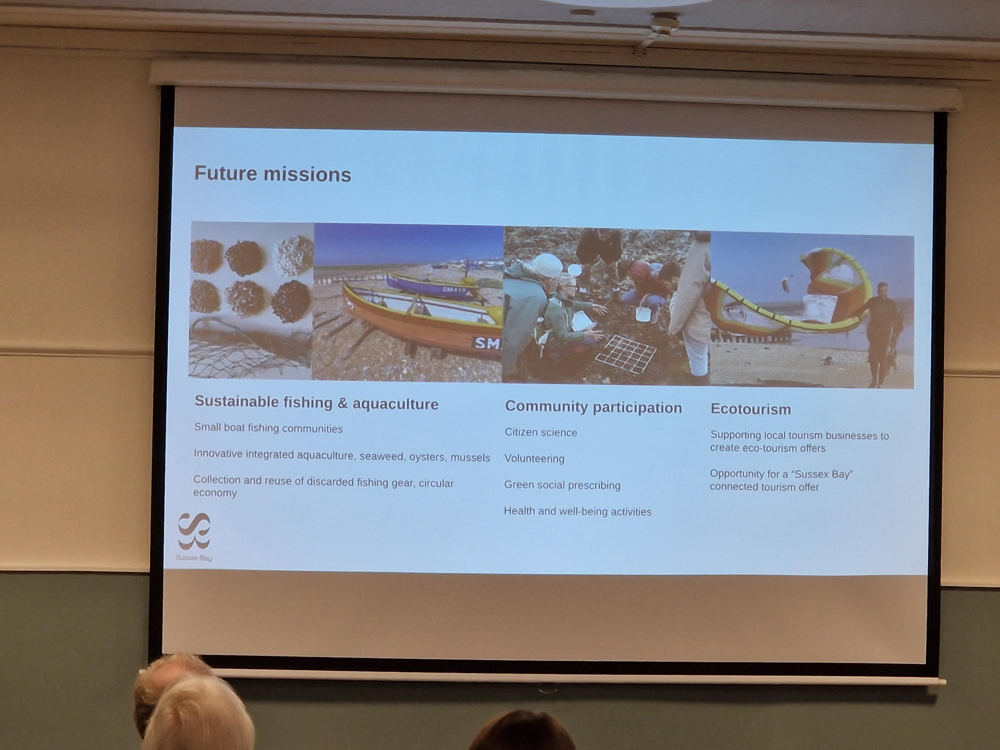 Future missions
SM419
SM
Sustainable fishing & aquaculture
Small boat fishing communities
Innovative integrated aquaculture, seaweed, oysters, mussels
Collection and reuse of discarded fishing gear, circular
economy
Community participation
Citizen science
Volunteering
Green social prescribing
Health and well-being activities
Ecotourism
Supporting local tourism businesses to
create eco-tourism offers
Opportunity for a “Sussex Bay”
connected tourism offer
Sussex Bay